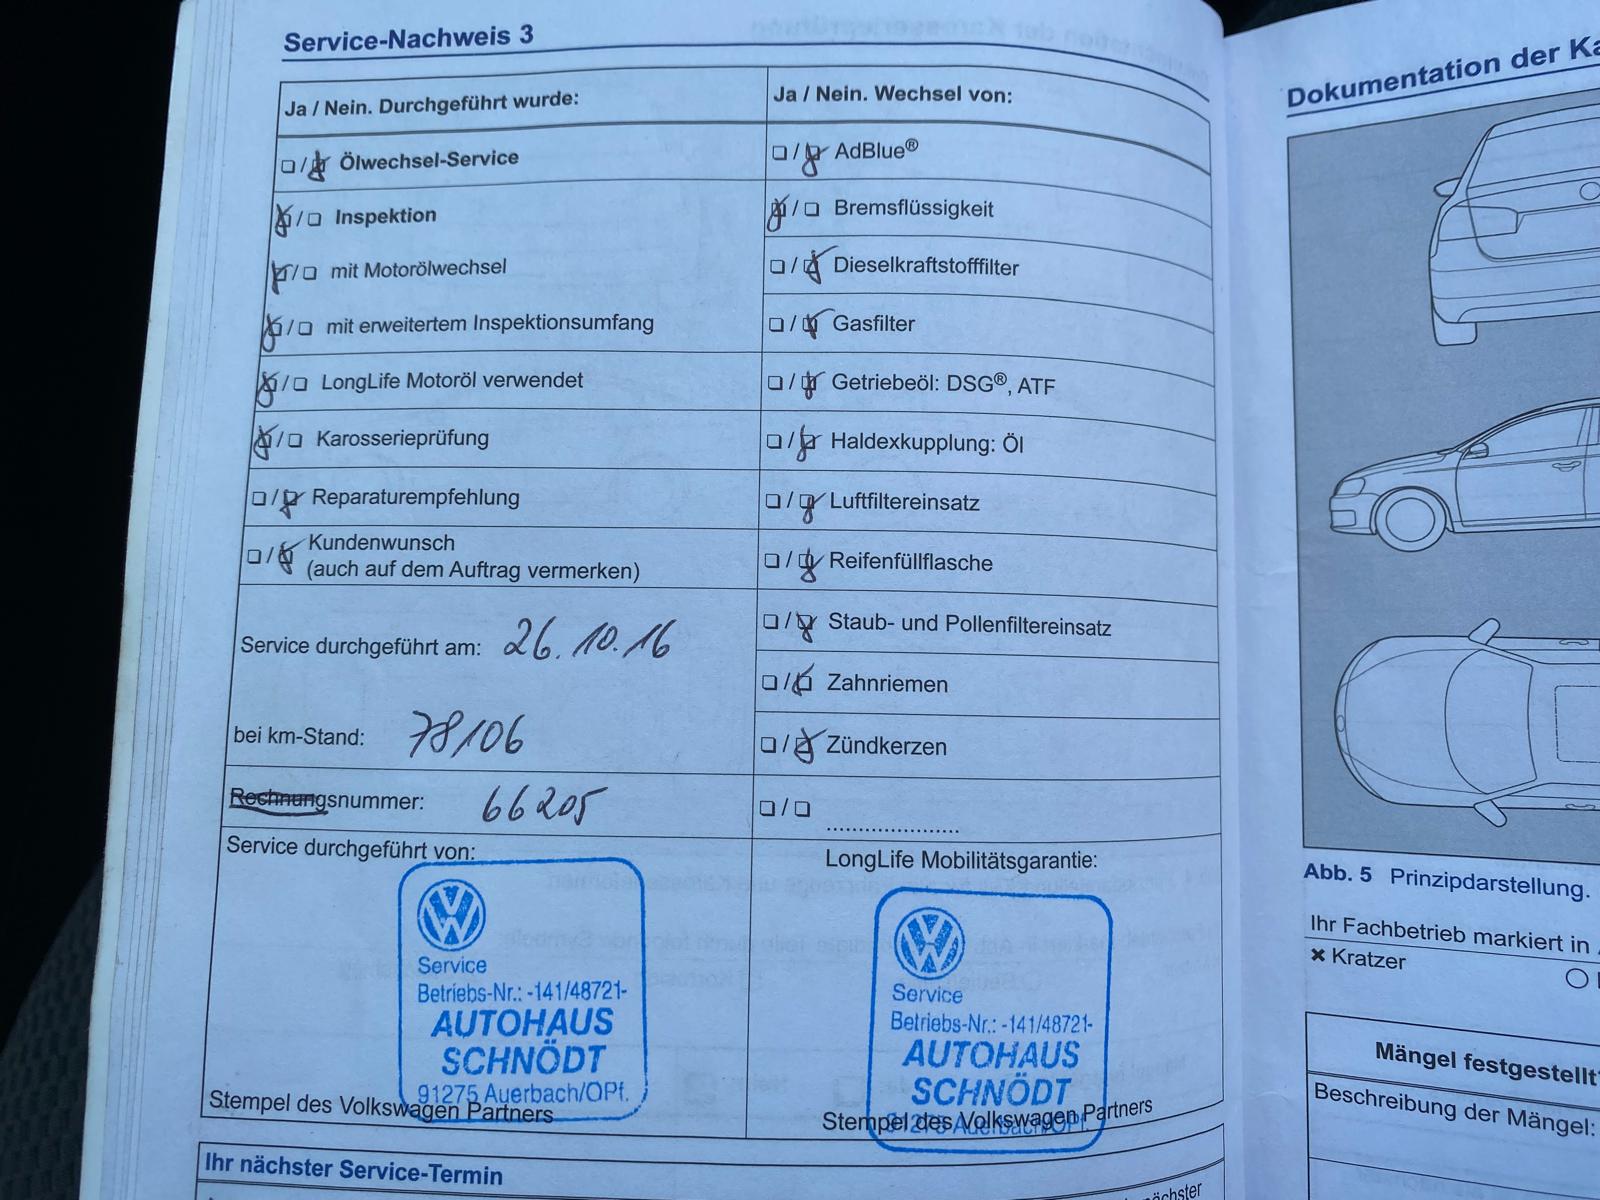 Service-Nachweis 3
Ja / Nein. Durchgeführt wurde:
❏ / ❏ Ölwechsel-Service
❏ / ❏ Inspektion
❏ / ❏ mit Motorölwechsel
❏ / ❏ mit erweitertem Inspektionsumfang
❏ / ❏ LongLife Motoröl verwendet
❏ / ❏ Karosserieprüfung
❏ / ❏ Reparaturempfehlung
❏ / ❏ Kundenwunsch
(auch auf dem Auftrag vermerken)
Service durchgeführt am: 26.10.16
bei km-Stand: 78106
Rechnungsnummer: 66205
Service durchgeführt von:
Service
Betriebs-Nr.: -141/48721-
AUTOHAUS
SCHNÖDT
91275 Auerbach/OPf.
Stempel des Volkswagen Partners
Ja / Nein. Wechsel von:
❏ / ❏ AdBlue®
❏ / ❏ Bremsflüssigkeit
❏ / ❏ Dieselkraftstofffilter
❏ / ❏ Gasfilter
❏ / ❏ Getriebeöl: DSG®, ATF
❏ / ❏ Haldexkupplung: Öl
❏ / ❏ Luftfiltereinsatz
❏ / ❏ Reifenfüllflasche
❏ / ❏ Staub- und Pollenfiltereinsatz
❏ / ❏ Zahnriemen
❏ / ❏ Zündkerzen
❏ / ❏ .....................
LongLife Mobilitätsgarantie:
Service
Betriebs-Nr.: -141/48721-
AUTOHAUS
SCHNÖDT
91275 Auerbach/OPf.
Stempel des Volkswagen Partners
Ihr nächster Service-Termin
nächster
Dokumentation der
Abb. 5 Prinzipdarstellung.
Ihr Fachbetrieb markiert in
× Kratzer
Mängel festgestellt
Beschreibung der Mängel: